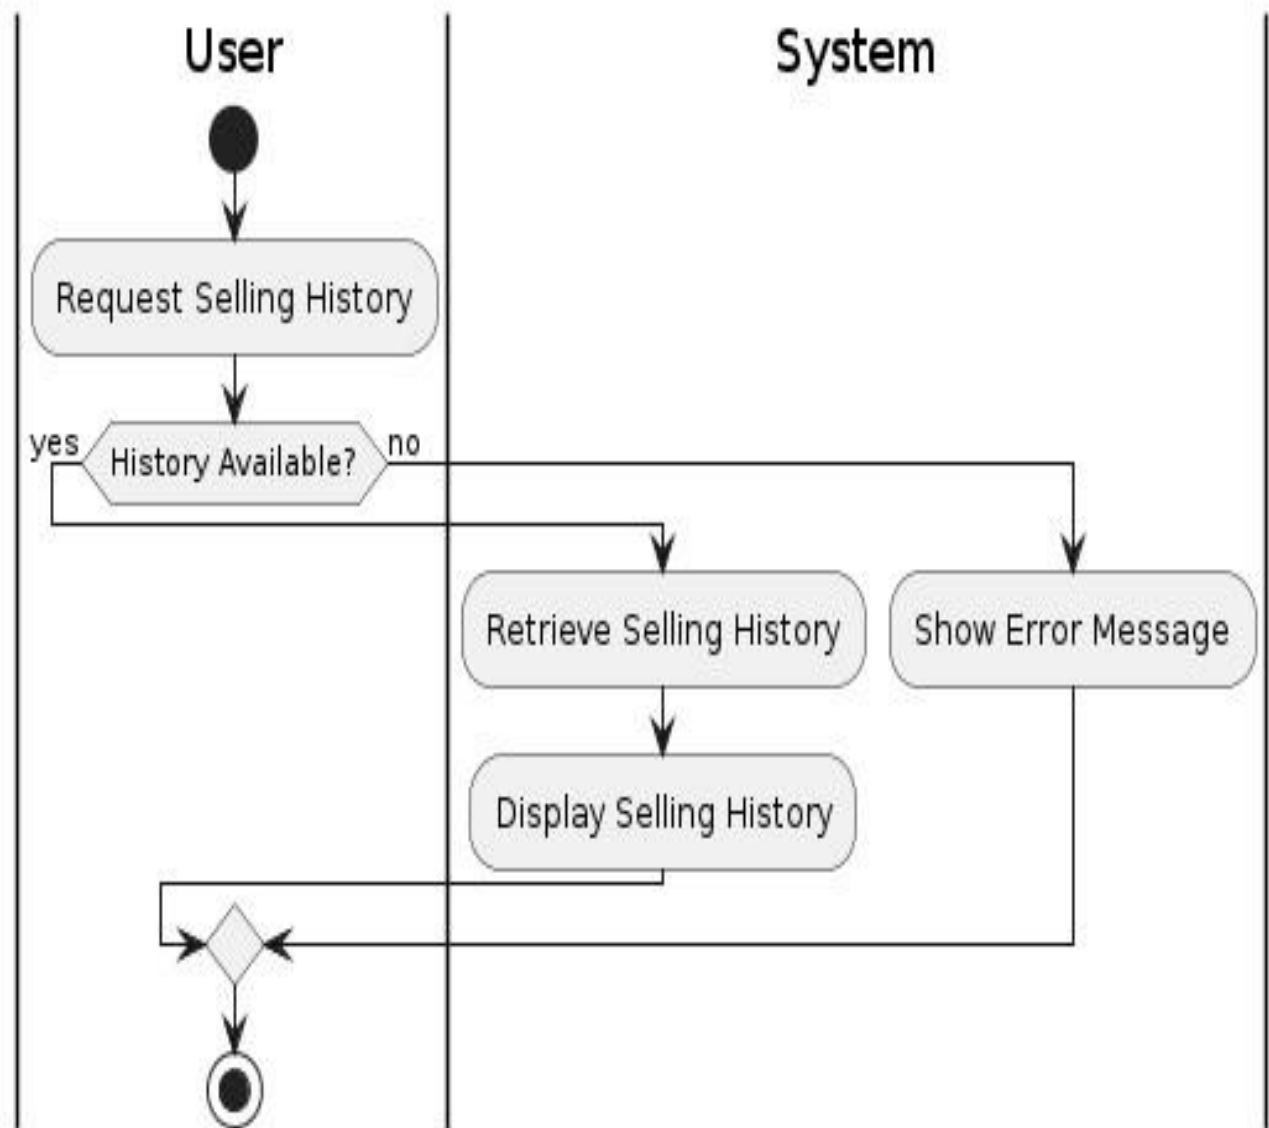 User
System
Request Selling History
yes
History Available?
no
Retrieve Selling History
Show Error Message
Display Selling History